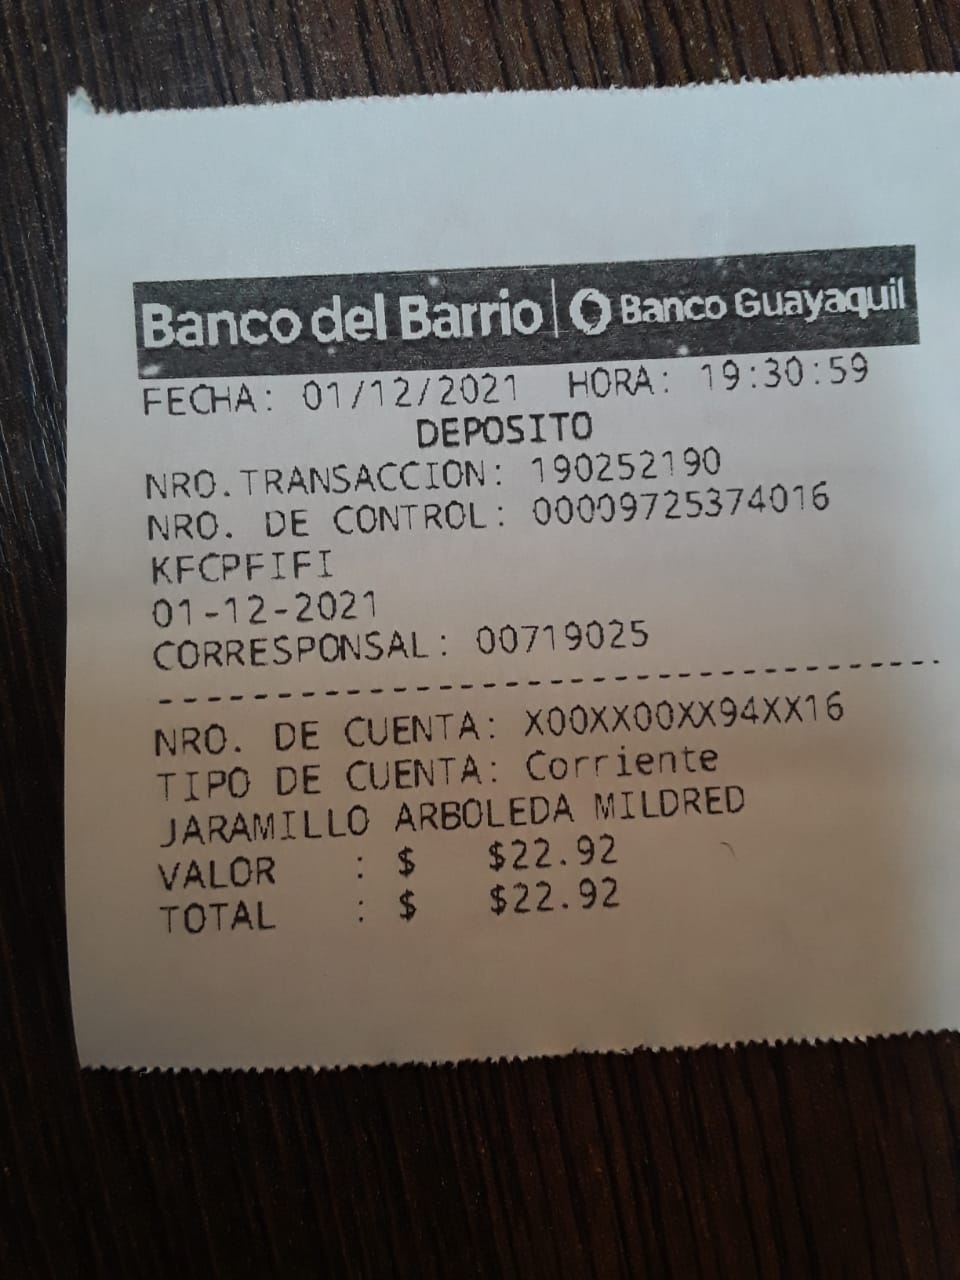 Banco del Barrio | Banco Guayaquil
FECHA: 01/12/2021 HORA: 19:30:59
DEPOSITO
NRO.TRANSACCION: 190252190
NRO. DE CONTROL: 00009725374016
KFCPFIFI
01-12-2021
CORRESPONSAL: 00719025
----------------------------------------
NRO. DE CUENTA: X00XX00XX94XX16
TIPO DE CUENTA: Corriente
JARAMILLO ARBOLEDA MILDRED
VALOR : $ $22.92
TOTAL : $ $22.92